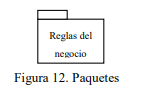 Reglas del
negocio
Figura 12. Paquetes